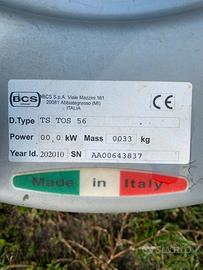 BCS
BCS S.p.A. Viale Mazzini 161
20081 Abbiategrasso (MI)
ITALIA
CE
D.Type TS TOS 56
Power 00,0 kW Mass 0033 kg
Year Id. 202010 SN AA00643837
Made in Italy
subito